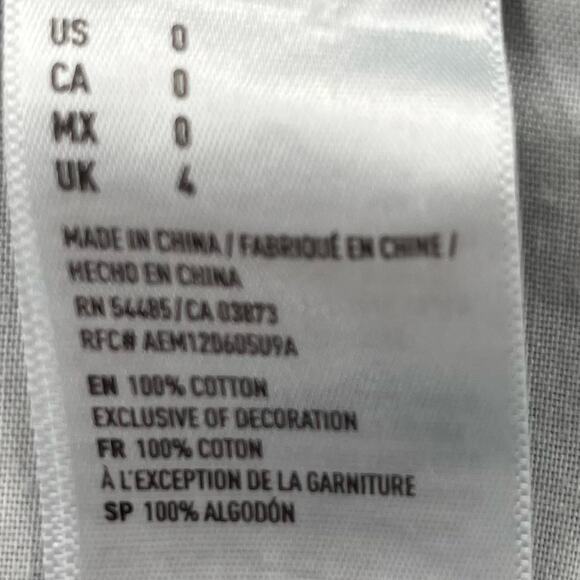 US 0
CA 0
MX 0
UK 4
MADE IN CHINA / FABRIQUÉ EN CHINE /
HECHO EN CHINA
RN 54485/CA 03873
RFC# AEM120605U9A
EN 100% COTTON
EXCLUSIVE OF DECORATION
FR 100% COTON
À L'EXCEPTION DE LA GARNITURE
SP 100% ALGODÓN